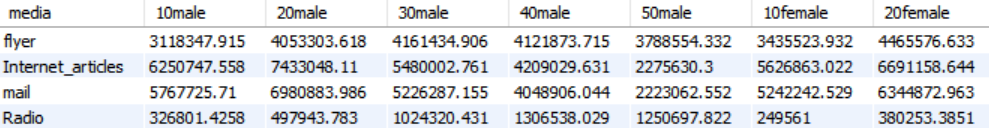 media 10male 20male 30male 40male 50male 10female 20female
flyer 3118347.915 4053303.618 4161434.906 4121873.715 3788554.332 3435523.932 4465576.633
Internet_articles 6250747.558 7433048.11 5480002.761 4209029.631 2275630.3 5626863.022 6691158.644
mail 5767725.71 6980883.986 5226287.155 4048906.044 2223062.552 5242242.529 6344872.963
Radio 326801.4258 497943.783 1024320.431 1306538.029 1250697.822 249561 380253.3851